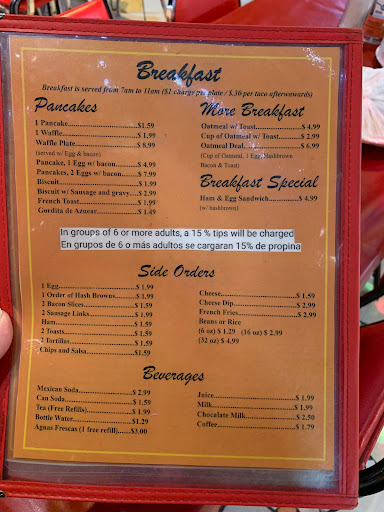 Breakfast
Breakfast is served from 7am to 11am ($1 charge per plate / $.30 per taco afterwawards)
Pancakes
1 Pancake..........$1.59
1 Waffle..........$ 1.99
Waffle Plate..........$ 8.99
(served w/ Egg & bacon)
Pancake, 1 Egg w/ bacon..........$ 4.99
Pancakes, 2 Eggs w/ bacon..........$ 7.99
Biscuit..........$ 1.99
Biscuit w/ Sausage and gravy...$ 2.99
French Toast..........$ 1.99
Gordita de Azucar..........$ 1.49
More Breakfast
Oatmeal w/ Toast..........$ 4.99
Cup of Oatmeal w/ Toast..........$ 2.99
Oatmeal Deal..........$ 6.99
(Cup of Oatmeal, 1 Egg, Hashbrown
Bacon & Toast)
Breakfast Special
Ham & Egg Sandwich..........$ 4.99
(w/ hashbrown)
In groups of 6 or more adults, a 15 % tips will be charged
En grupos de 6 o más adultos se cargaran 15% de propina
Side Orders
1 Egg..........$ 1.99
1 Order of Hash Browns..........$ 1.99
2 Bacon Slices..........$ 1.59
2 Sausage Links..........$ 1.99
Ham..........$ 1.59
2 Toasts..........$ 1.59
2 Tortillas..........$ 1.59
Chips and Salsa..........$1.59
Cheese..........$ 1.59
Cheese Dip..........$ 2.99
French Fries..........$ 2.99
Beans or Rice
(6 oz) $ 1.29 (16 oz) $ 2.99
(32 oz) $ 4.99
Beverages
Mexican Soda..........$ 2.99
Can Soda..........$ 1.59
Tea (Free Refills)..........$ 1.99
Bottle Water..........$1.29
Aguas Frescas (1 free refill)......$3.00
Juice..........$ 1.99
Milk..........$ 1.99
Chocalate Milk..........$ 2.50
Coffee..........$ 1.79